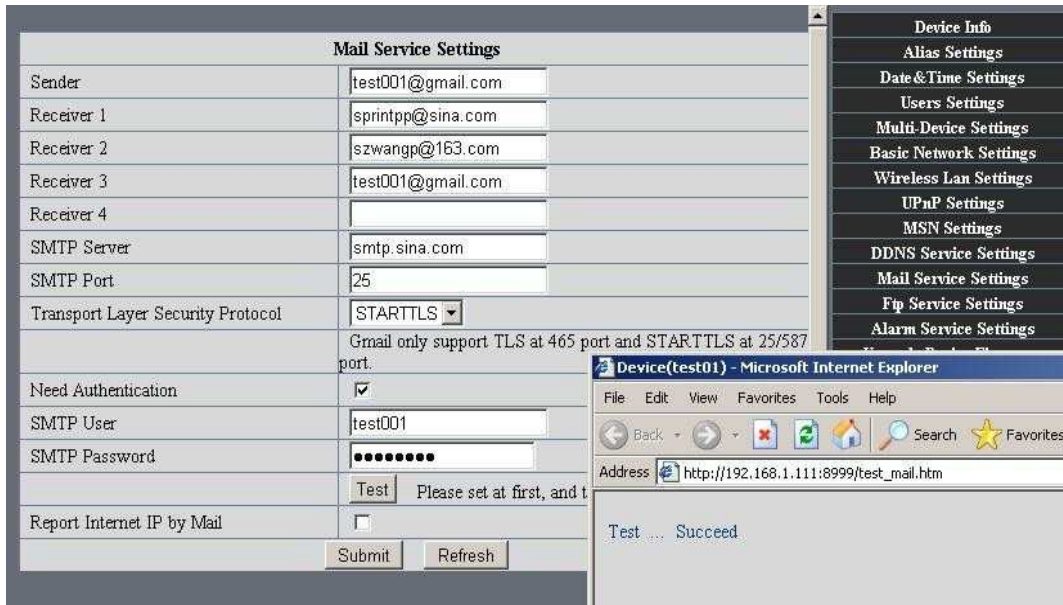 Mail Service Settings
Sender
test001@gmail.com
Receiver 1
sprintpp@sina.com
Receiver 2
szwangp@163.com
Receiver 3
test001@gmail.com
Receiver 4
SMTP Server
smtp.sina.com
SMTP Port
25
Transport Layer Security Protocol
STARTTLS
Gmail only support TLS at 465 port and STARTTLS at 25/587
port.
Need Authentication
SMTP User
test001
SMTP Password
●●●●●●●●
Test Please set at first, and t
Report Internet IP by Mail
Submit Refresh
Device Info
Alias Settings
Date&Time Settings
Users Settings
Multi-Device Settings
Basic Network Settings
Wireless Lan Settings
UPnP Settings
MSN Settings
DDNS Service Settings
Mail Service Settings
Ftp Service Settings
Alarm Service Settings
Device(test01) - Microsoft Internet Explorer
File Edit View Favorites Tools Help
Back Search Favorites
Address http://192.168.1.111:8999/test_mail.htm
Test ... Succeed